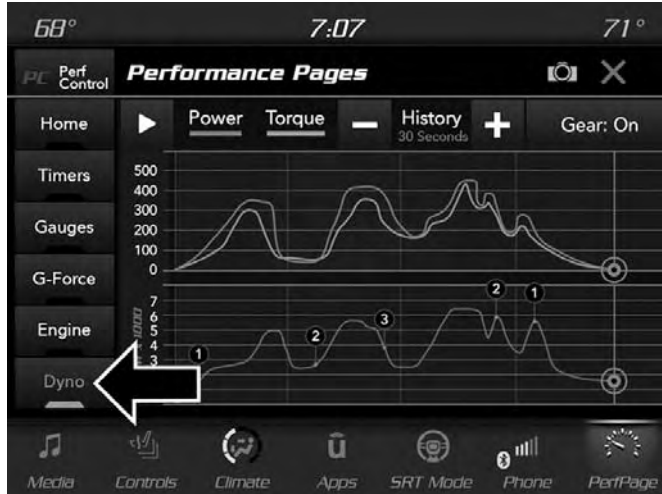 68° 7:07 71°
PC Perf Control Performance Pages
Home Power Torque History 30 Seconds Gear: On
Timers
Gauges
G-Force
Engine
Dyno
500
400
300
200
100
0
7
6
5
4
3
1 2 3 2 1
Media Controls Climate Apps SRT Mode Phone PerfPage